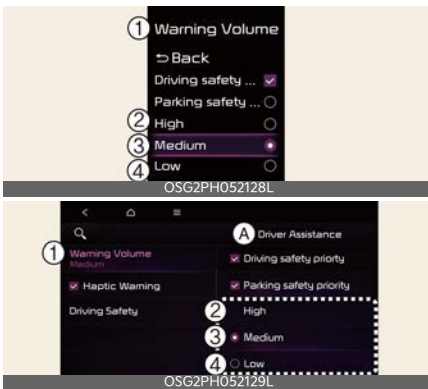 ① Warning Volume
Back
Driving safety ...
Parking safety ...
② High
③ Medium
④ Low
OSG2PH052128L
Ⓐ Driver Assistance
① Warning Volume
Medium
Driving safety priorty
Haptic Warning
Parking safety priority
Driving Safety
② High
③ Medium
④ Low
OSG2PH052129L